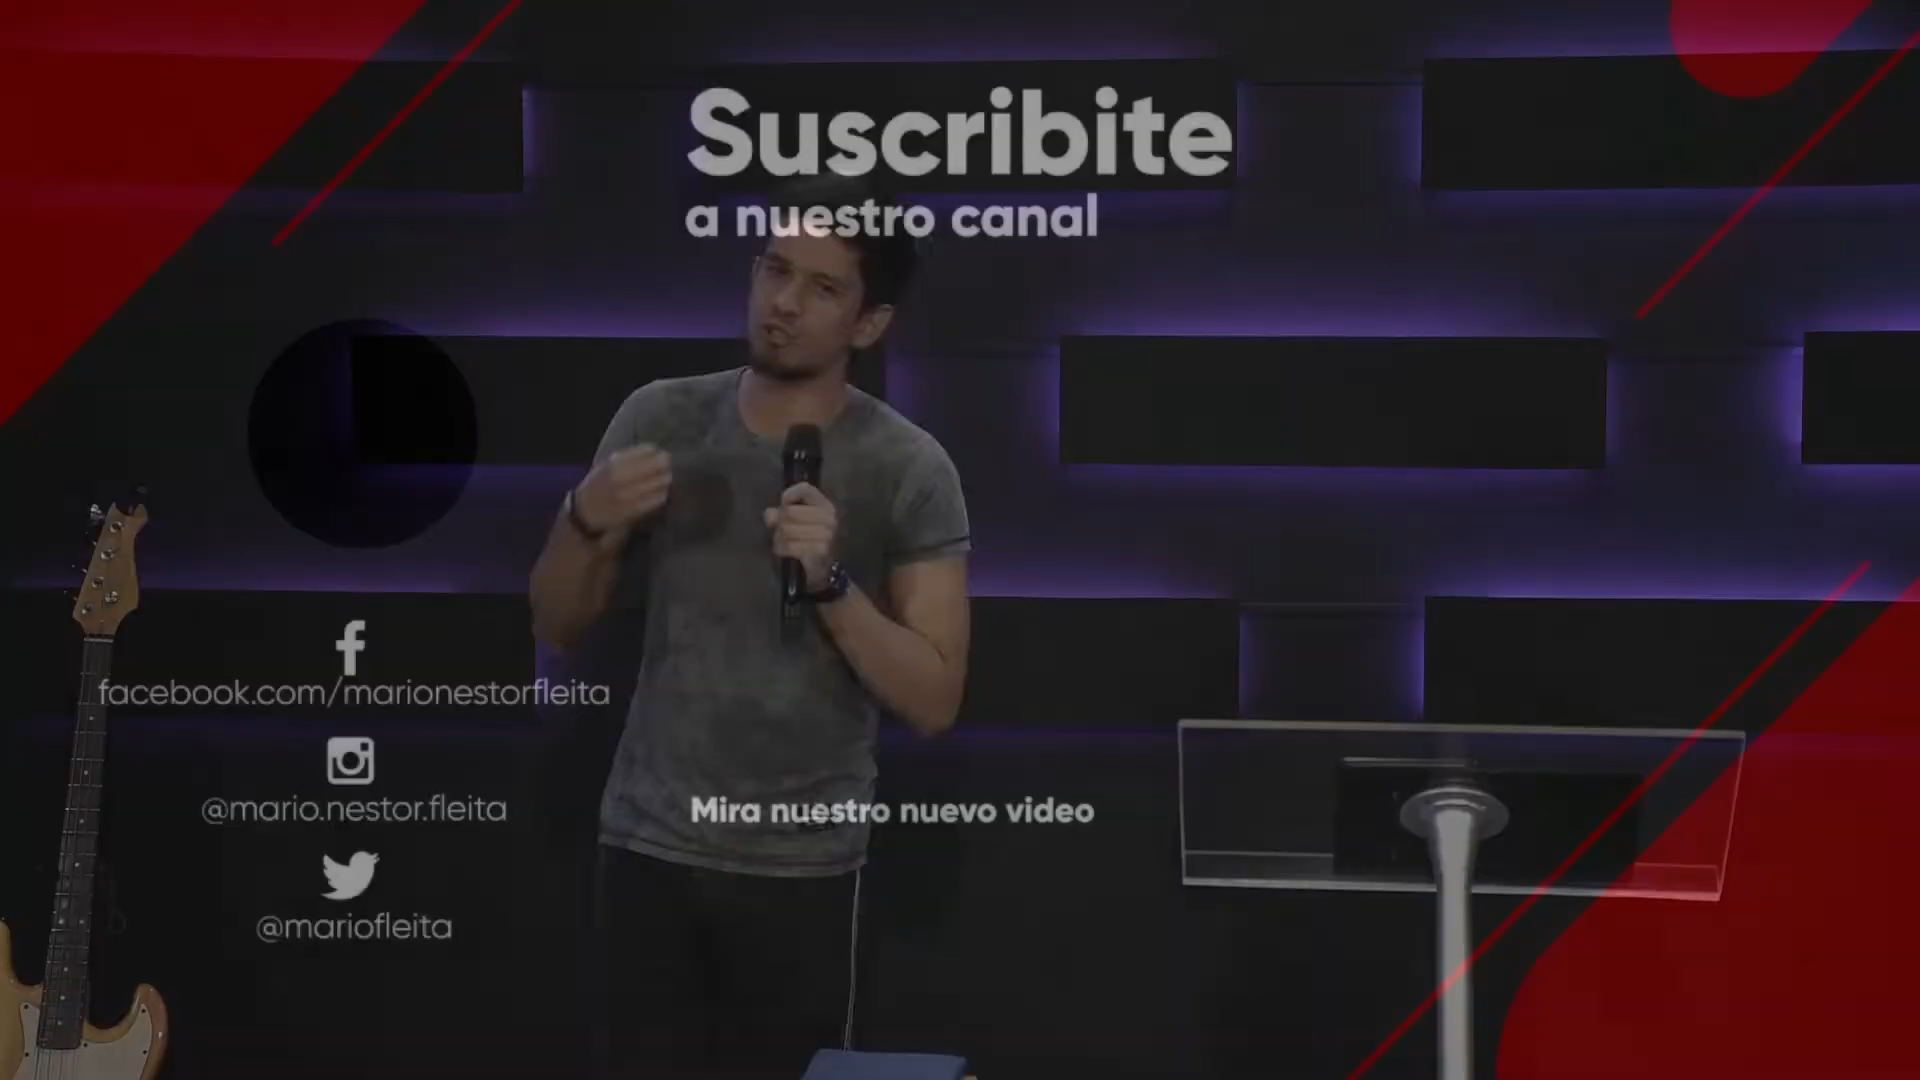 Suscribite
a nuestro canal
facebook.com/marionestorfleita
@mario.nestor.fleita
@mariofleita
Mira nuestro nuevo video